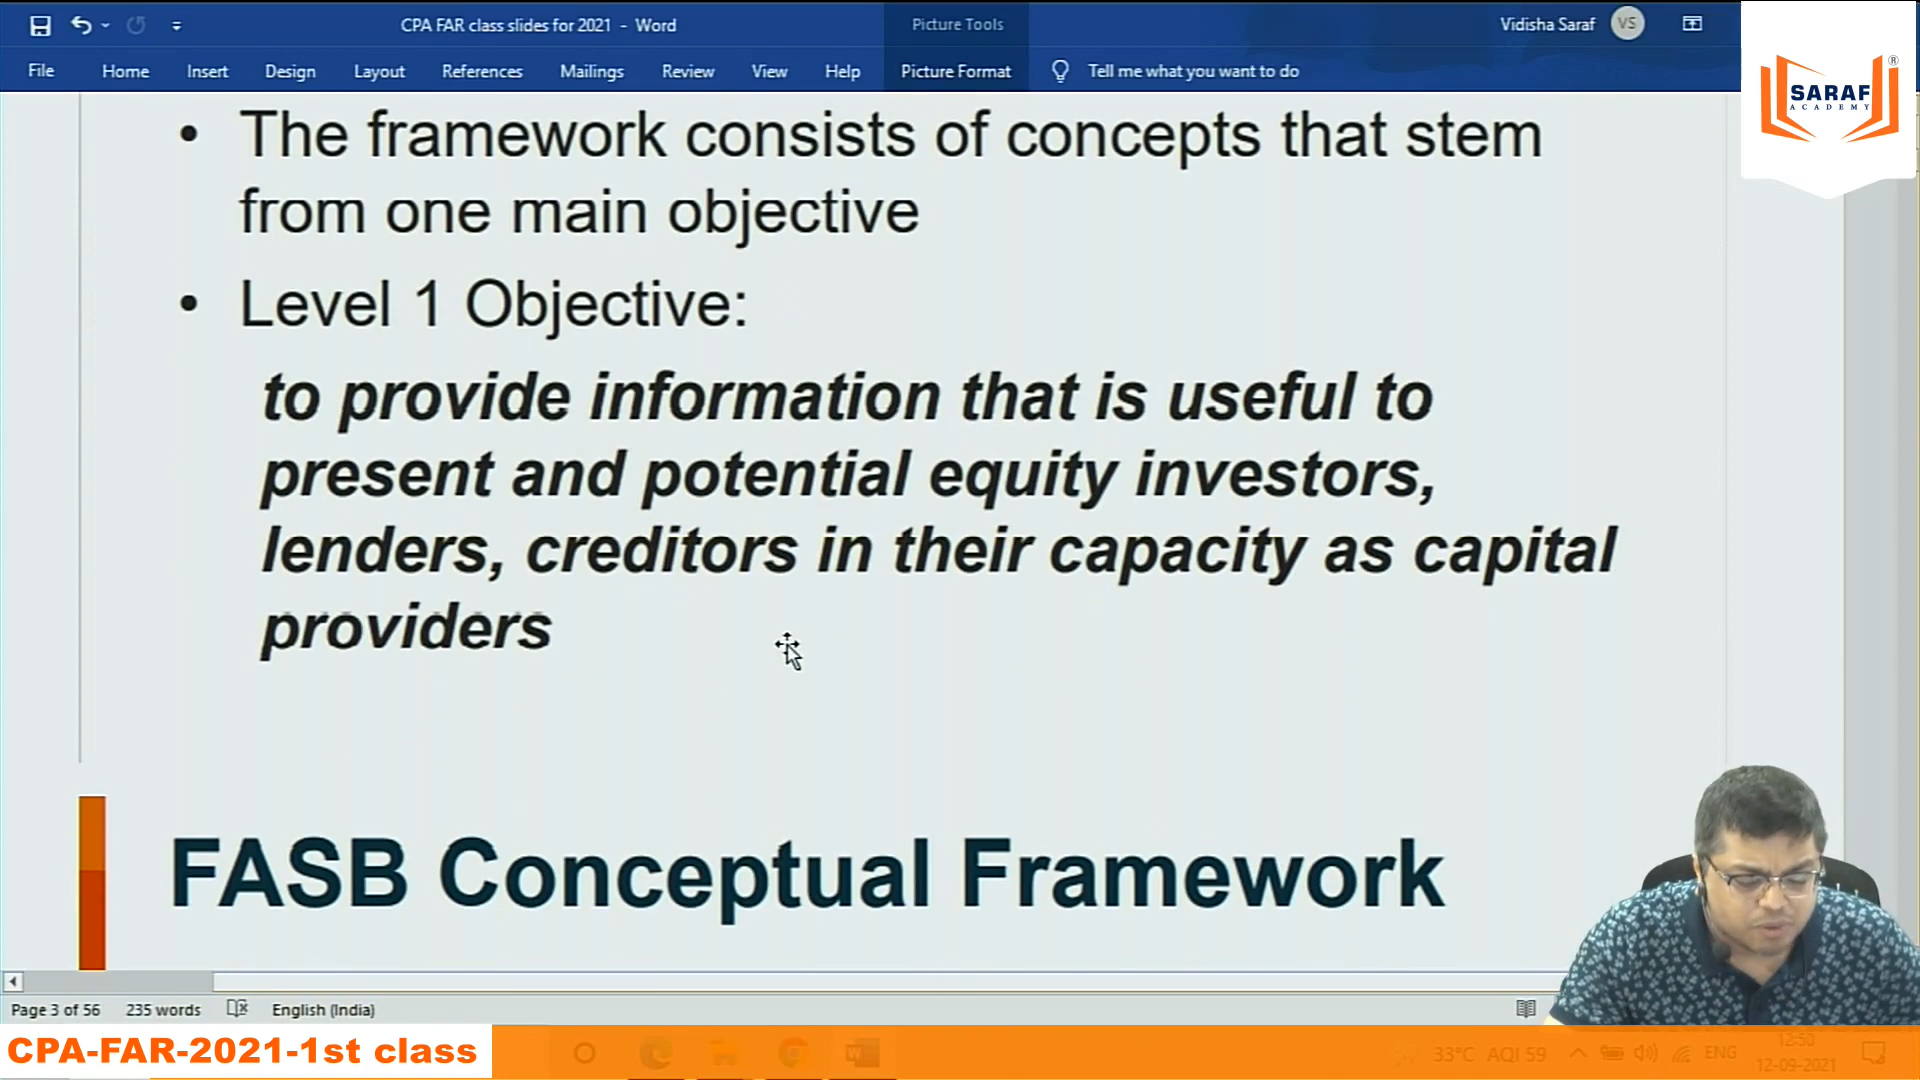 CPA FAR class slides for 2021 - Word
Picture Tools
Vidisha Saraf
VS
File
Home
Insert
Design
Layout
References
Mailings
Review
View
Help
Picture Format
Tell me what you want to do
SARAF
ACADEMY
®
• The framework consists of concepts that stem
from one main objective
• Level 1 Objective:
to provide information that is useful to
present and potential equity investors,
lenders, creditors in their capacity as capital
providers
FASB Conceptual Framework
Page 3 of 56
235 words
English (India)
CPA-FAR-2021-1st class
33°C AQI 59
ENG
12:50
12-09-2021